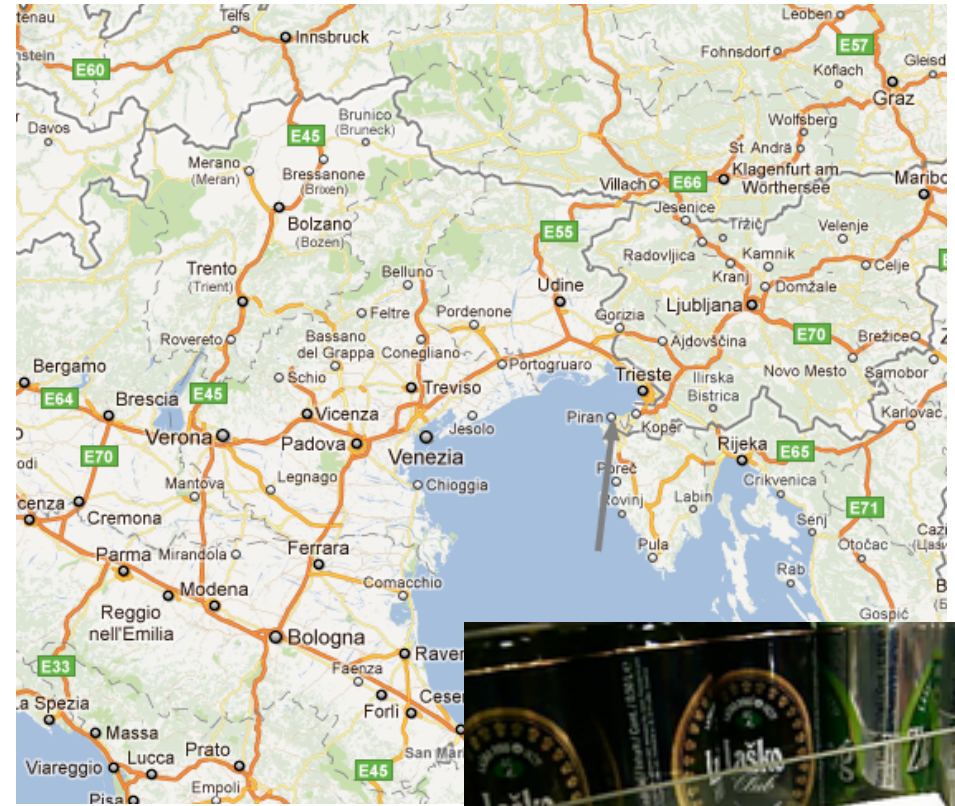 Telfs
Leoben
Innsbruck
E57
Fohnsdorf
E60
Köflach
Graz
Davos
Brunico
(Bruneck)
Wolfsberg
E45
St. Andrä
Merano
(Meran)
Bressanone
(Brixen)
Villach
E66
Klagenfurt am
Wörthersee
Jesenice
Bolzano
(Bozen)
E55
Tržič
Velenje
Trento
(Trient)
Belluno
Radovljica
Kamnik
Kranj
Celje
Udine
Domžale
Feltre
Pordenone
Ljubljana
Gorizia
Rovereto
Bassano
del Grappa
Conegliano
Ajdovščina
E70
Brežice
Portogruaro
Bergamo
Schio
Trieste
Ilirska
Bistrica
Novo Mesto
Samobor
E64
Brescia
E45
Treviso
Vicenza
Piran
Koper
Karlovac
Verona
Padova
Jesolo
Rijeka
E65
Venezia
E70
Legnago
Mantova
Chioggia
Poreč
Crikvenica
Labin
Rovinj
Cremona
E71
Senj
Parma
Mirandola
Ferrara
Pula
Otočac
Modena
Comacchio
Rab
Reggio
nell'Emilia
Gospić
Bologna
E33
Faenza
Forlì
La Spezia
Massa
Viareggio
Lucca
Prato
E45
Empoli
Pisa
Laško
Club